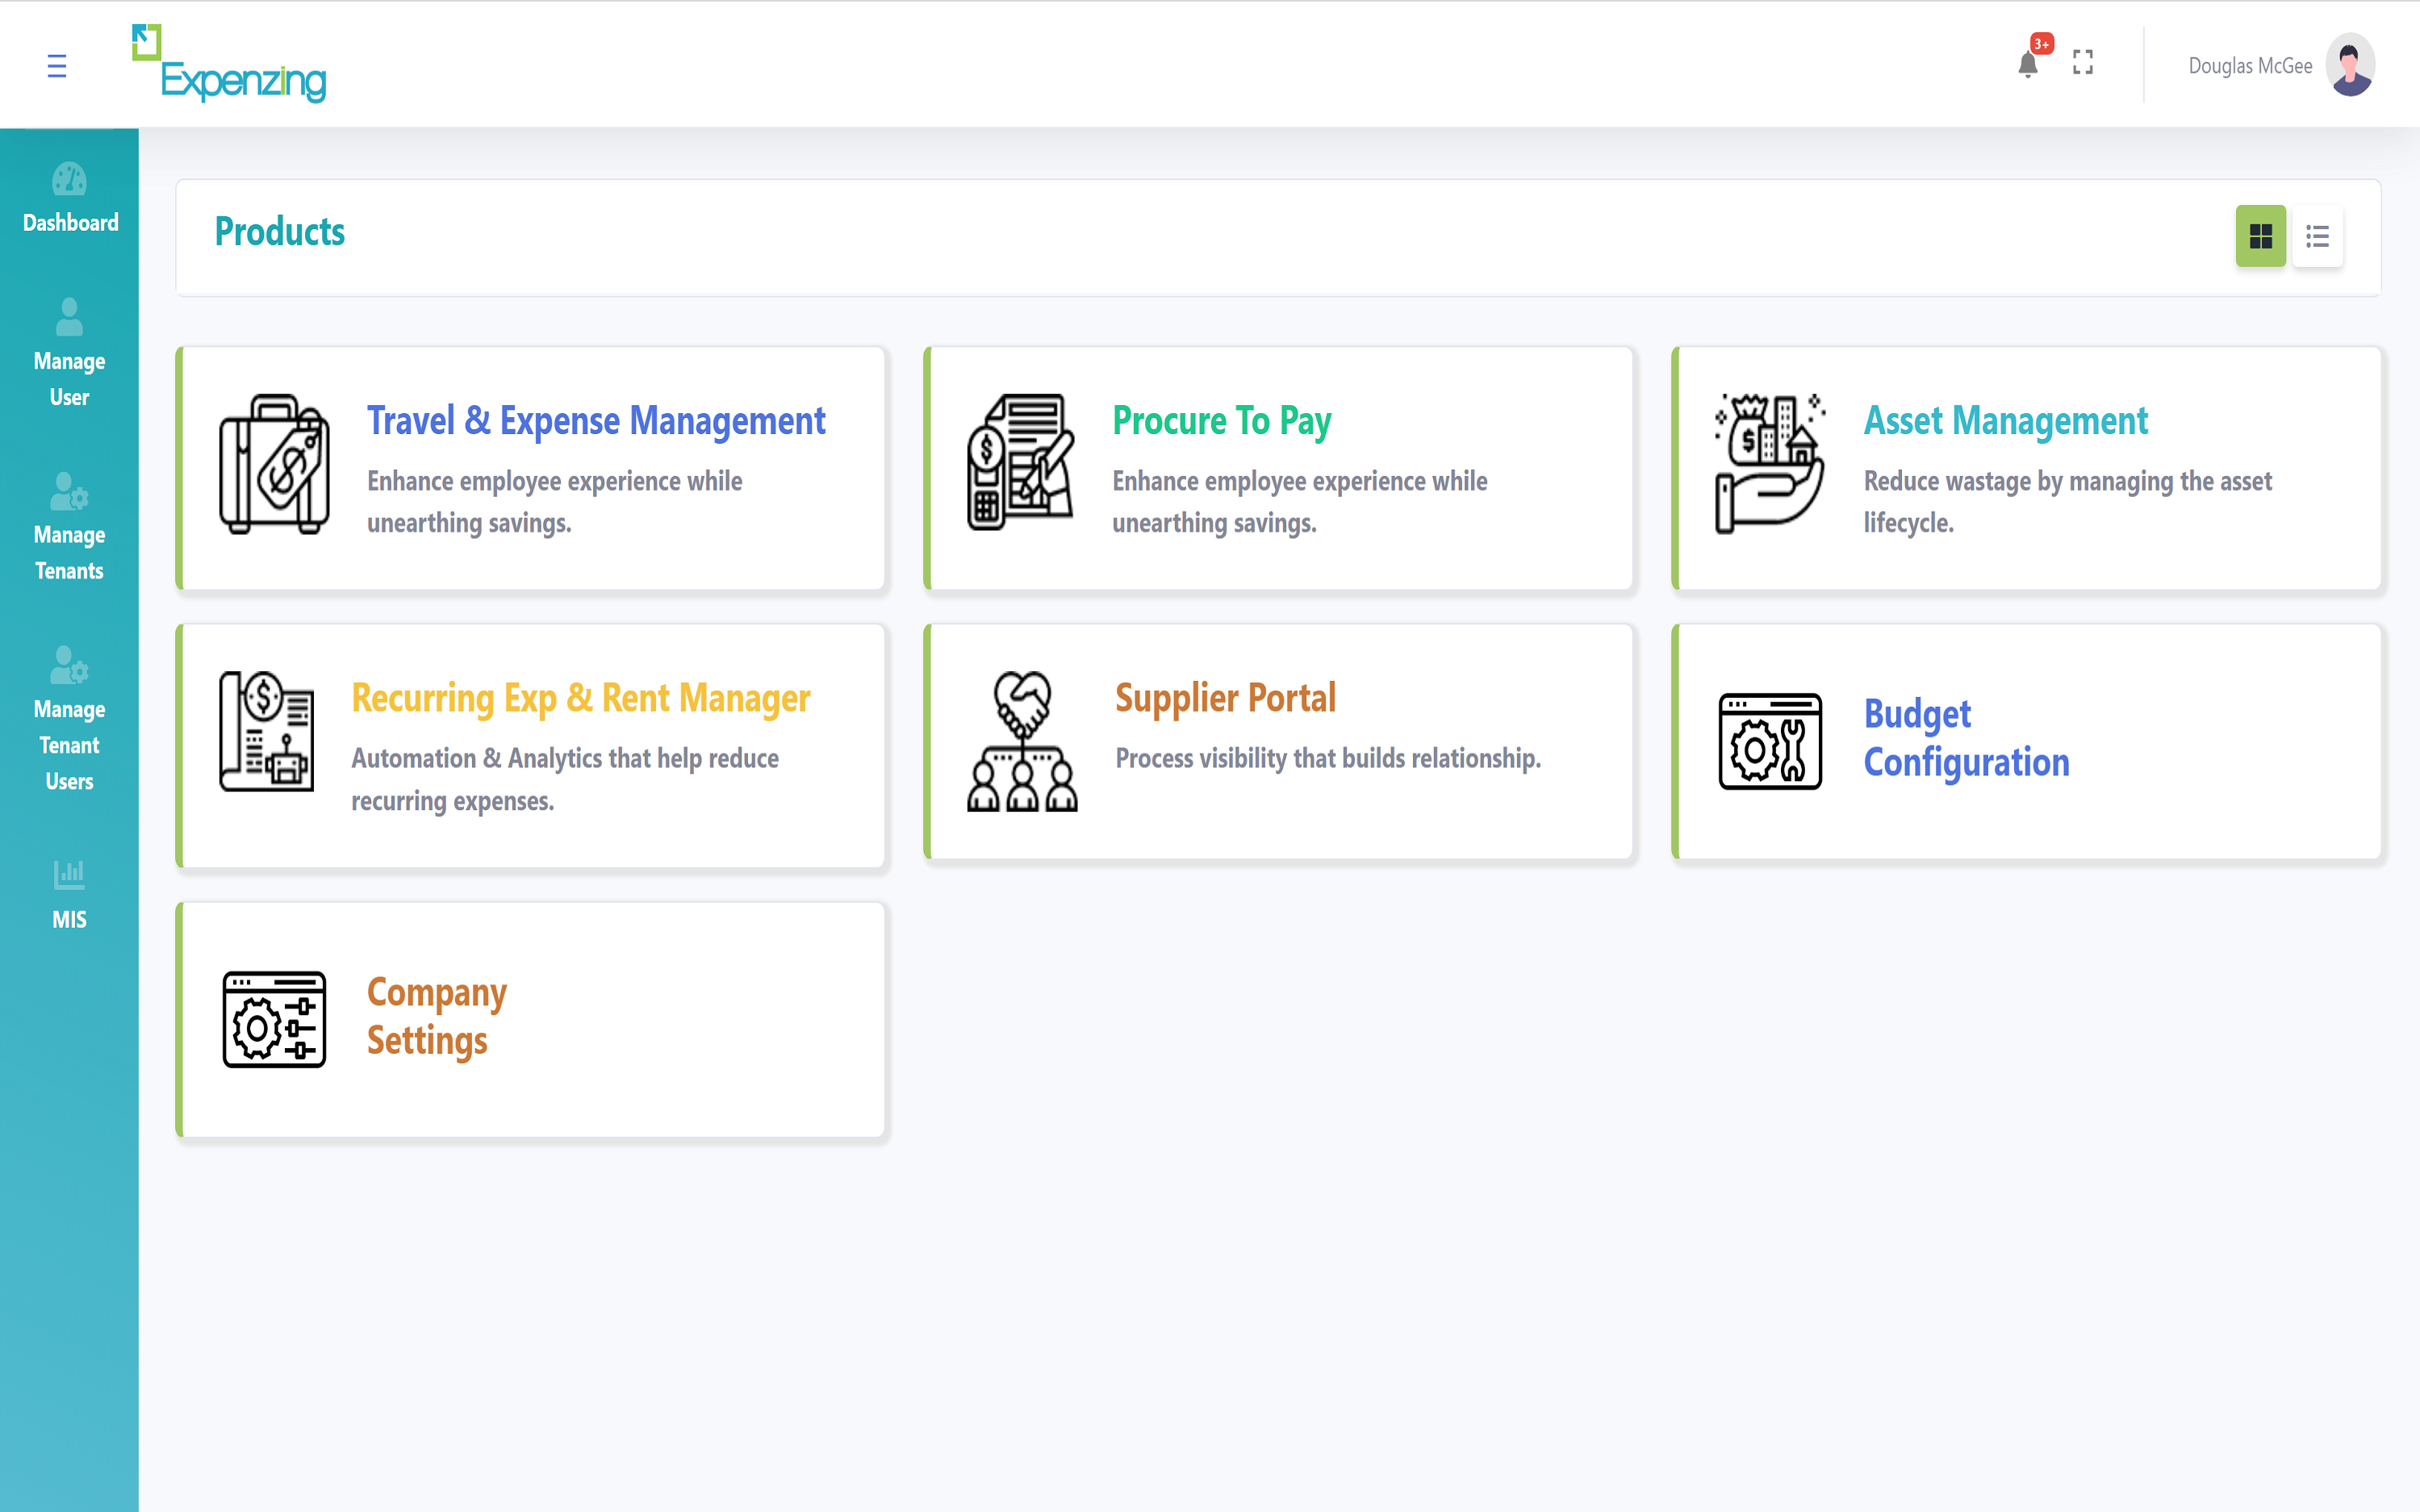 Expenzing
3+
Douglas McGee
Dashboard
Manage
User
Manage
Tenants
Manage
Tenant
Users
MIS
Products
Travel & Expense Management
Enhance employee experience while
unearthing savings.
Procure To Pay
Enhance employee experience while
unearthing savings.
Asset Management
Reduce wastage by managing the asset
lifecycle.
Recurring Exp & Rent Manager
Automation & Analytics that help reduce
recurring expenses.
Supplier Portal
Process visibility that builds relationship.
Budget
Configuration
Company
Settings